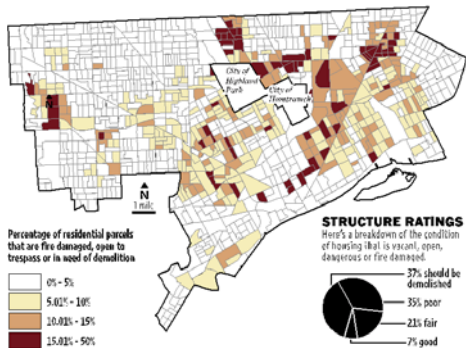 City of
Highland
Park
City of
Hamtramck
N
N
1 mile
Percentage of residential parcels
that are fire damaged, open to
trespass or in need of demolition
0% - 5%
5.01% - 10%
10.01% - 15%
15.01% - 50%
STRUCTURE RATINGS
Here's a breakdown of the condition
of housing that is vacant, open,
dangerous or fire damaged.
37% should be
demolished
35% poor
21% fair
7% good